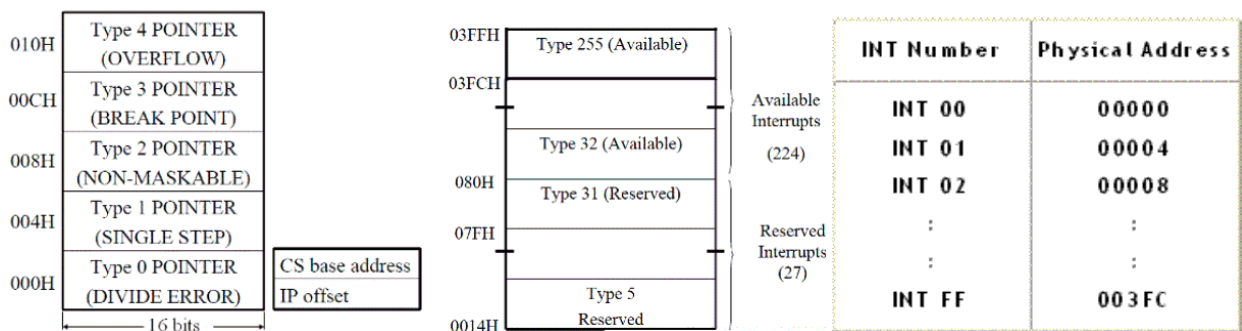 010H
Type 4 POINTER
(OVERFLOW)
00CH
Type 3 POINTER
(BREAK POINT)
008H
Type 2 POINTER
(NON-MASKABLE)
004H
Type 1 POINTER
(SINGLE STEP)
000H
Type 0 POINTER
(DIVIDE ERROR)
CS base address
IP offset
16 bits
03FFH
Type 255 (Available)
03FCH
Type 32 (Available)
080H
Type 31 (Reserved)
07FH
Type 5
Reserved
0014H
Available
Interrupts
(224)
Reserved
Interrupts
(27)
INT Number Physical Address
INT 00 00000
INT 01 00004
INT 02 00008
: :
: :
INT FF 003FC